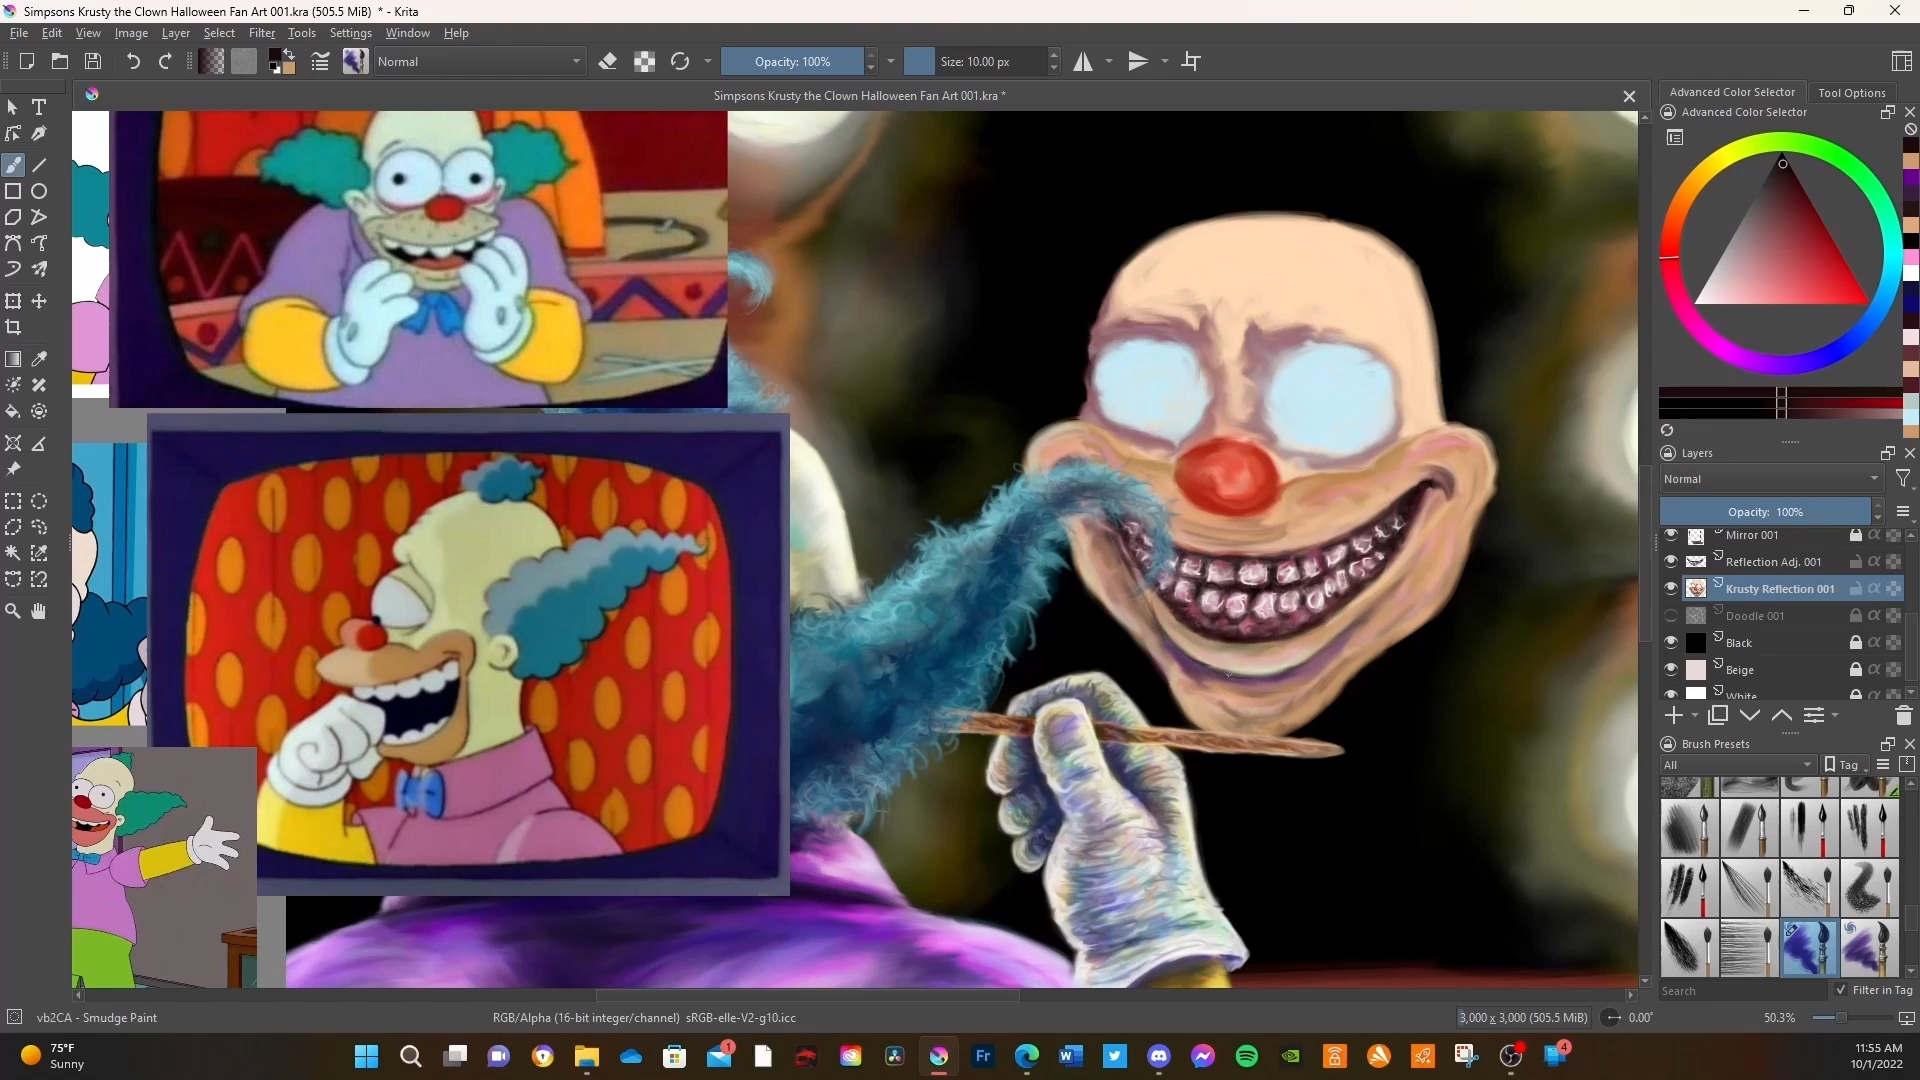 Simpsons Krusty the Clown Halloween Fan Art 001.kra (505.5 MiB) * - Krita
File Edit View Image Layer Select Filter Tools Settings Window Help
Normal
Opacity: 100%
Size: 10.00 px
Simpsons Krusty the Clown Halloween Fan Art 001.kra *
Advanced Color Selector
Tool Options
Advanced Color Selector
Layers
Normal
Opacity: 100%
Mirror 001
Reflection Adj. 001
Krusty Reflection 001
Doodle 001
Black
Beige
White
Brush Presets
All
Tag
Search
Filter in Tag
vb2CA - Smudge Paint
RGB/Alpha (16-bit integer/channel) sRGB-elle-V2-g10.icc
3,000 x 3,000 (505.5 MiB)
0.00°
50.3%
75°F
Sunny
1
Fr
W
4
11:55 AM
10/1/2022